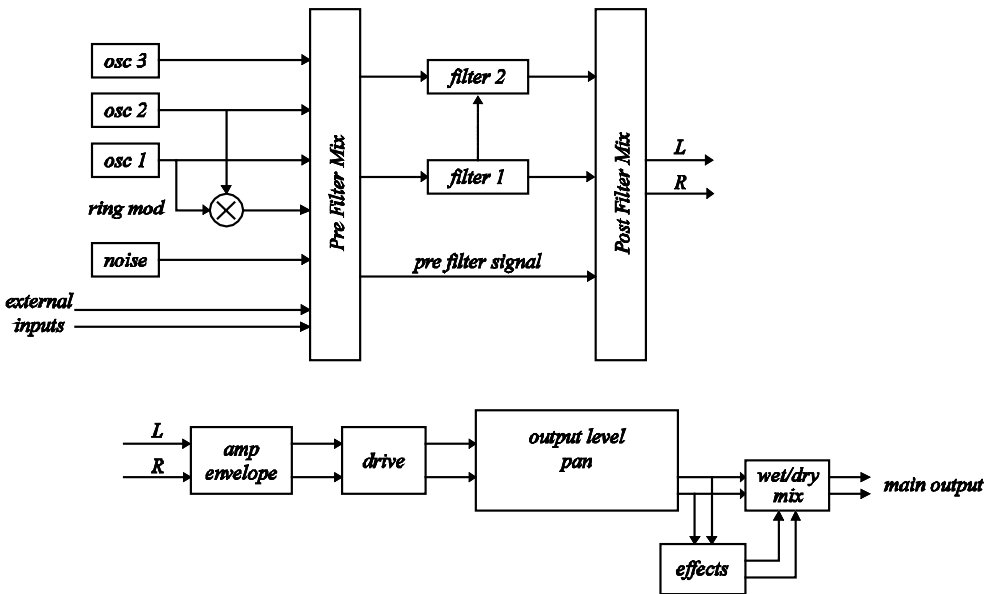 osc 3
osc 2
osc 1
ring mod
noise
external
inputs
Pre Filter Mix
filter 2
filter 1
pre filter signal
Post Filter Mix
L
R
L
R
amp
envelope
drive
output level
pan
wet/dry
mix
main output
effects